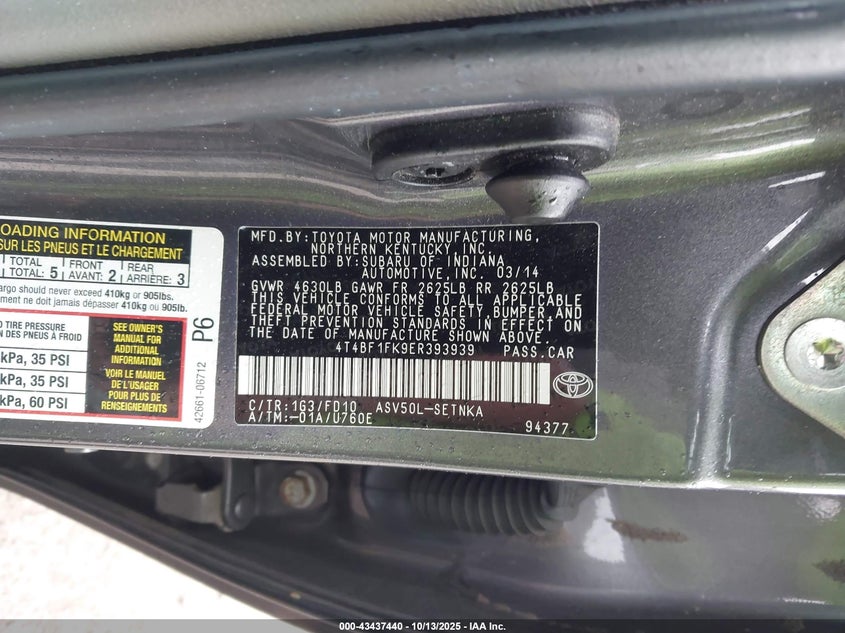 OADING INFORMATION
SUR LES PNEUS ET LE CHARGEMENT
TOTAL 5 FRONT 2 REAR 3
TOTAL AVANT: ARRIÈRE:
argo should never exceed 410kg or 905lbs.
nement ne doit jamais dépasser 410kg ou 905lb.
TIRE PRESSURE
DES PNEUS À FROID
kPa, 35 PSI
kPa, 35 PSI
kPa, 60 PSI
SEE OWNER'S
MANUAL FOR
ADDITIONAL
INFORMATION
VOIR LE MANUEL
DE L'USAGER
POUR PLUS DE
RENSEIGNEMENTS
P6
42661-06712
MFD.BY:TOYOTA MOTOR MANUFACTURING,
NORTHERN KENTUCKY,INC.
ASSEMBLED BY:SUBARU OF INDIANA
AUTOMOTIVE,INC. 03/14
GVWR 4630LB GAWR FR 2625LB RR 2625LB
THIS VEHICLE CONFORMS TO ALL APPLICABLE
FEDERAL MOTOR VEHICLE SAFETY,BUMPER,AND
THEFT PREVENTION STANDARDS IN EFFECT ON
THE DATE OF MANUFACTURE SHOWN ABOVE.
4T4BF1FK9ER393939 PASS.CAR
C/TR:1G3/FD10 ASV50L-SETNKA
A/TM:-01A/U760E
94377
000-43437440 - 10/13/2025 - IAA Inc.